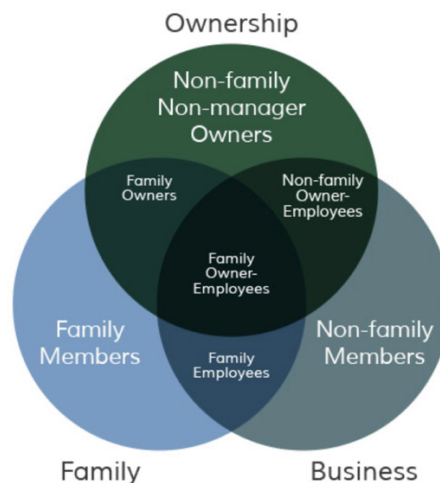 Ownership
Non-family
Non-manager
Owners
Family
Owners
Non-family
Owner-
Employees
Family
Owner-
Employees
Family
Members
Family
Employees
Non-family
Members
Family
Business